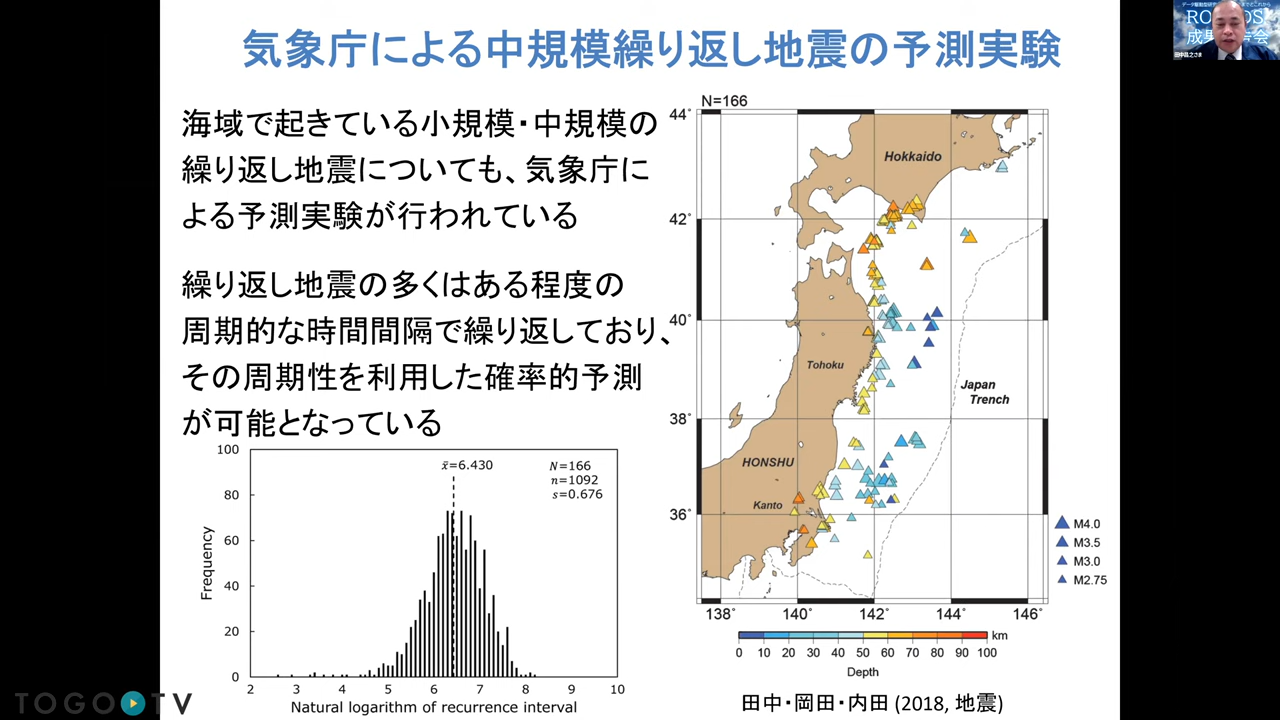 気象庁による中規模繰り返し地震の予測実験
海域で起きている小規模・中規模の
繰り返し地震についても、気象庁に
よる予測実験が行われている
繰り返し地震の多くはある程度の
周期的な時間間隔で繰り返しており、
その周期性を利用した確率的予測
が可能となっている
100
80
60
40
20
0
Frequency
x̄=6.430
N=166
n=1092
s=0.676
2 3 4 5 6 7 8 9 10
Natural logarithm of recurrence interval
N=166
44°
42°
40°
38°
36°
Hokkaido
Tohoku
Japan
Trench
HONSHU
Kanto
138° 140° 142° 144° 146°
M4.0
M3.5
M3.0
M2.75
km
0 10 20 30 40 50 60 70 80 90 100
Depth
田中・岡田・内田 (2018, 地震)
TOGO TV
田中昌之さま